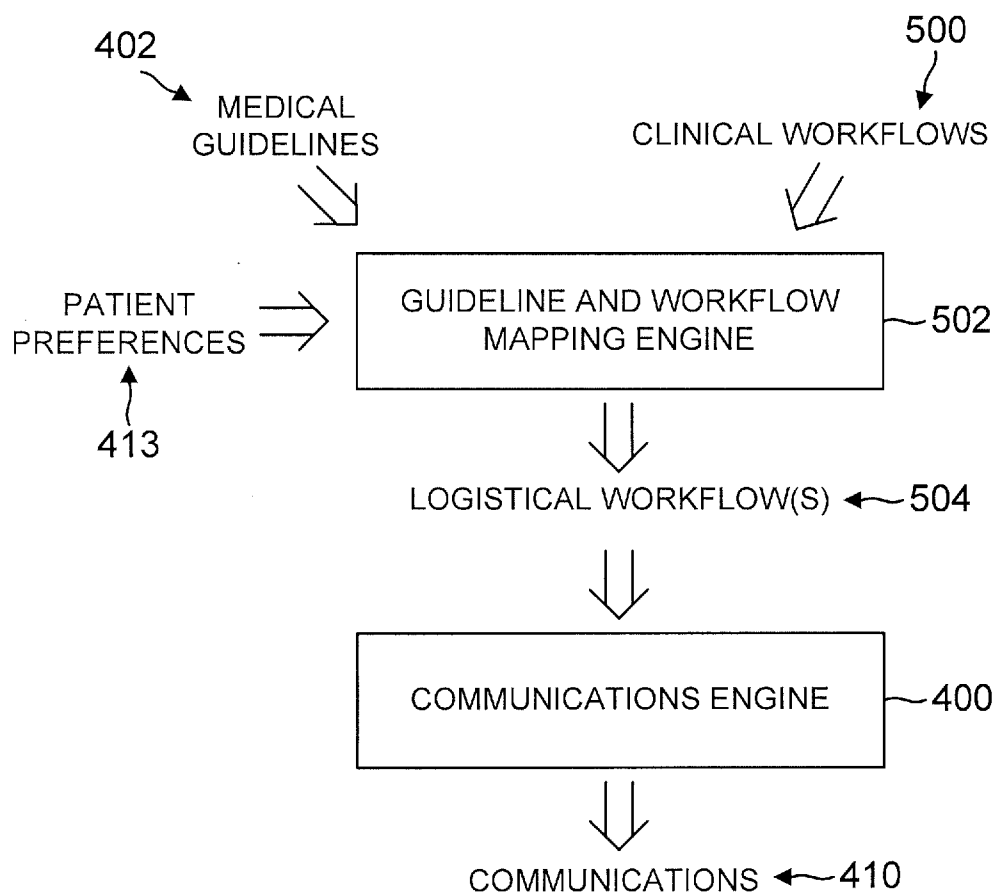 402
500
MEDICAL
GUIDELINES
CLINICAL WORKFLOWS
PATIENT
PREFERENCES
413
GUIDELINE AND WORKFLOW
MAPPING ENGINE
502
LOGISTICAL WORKFLOW(S)
504
COMMUNICATIONS ENGINE
400
COMMUNICATIONS
410